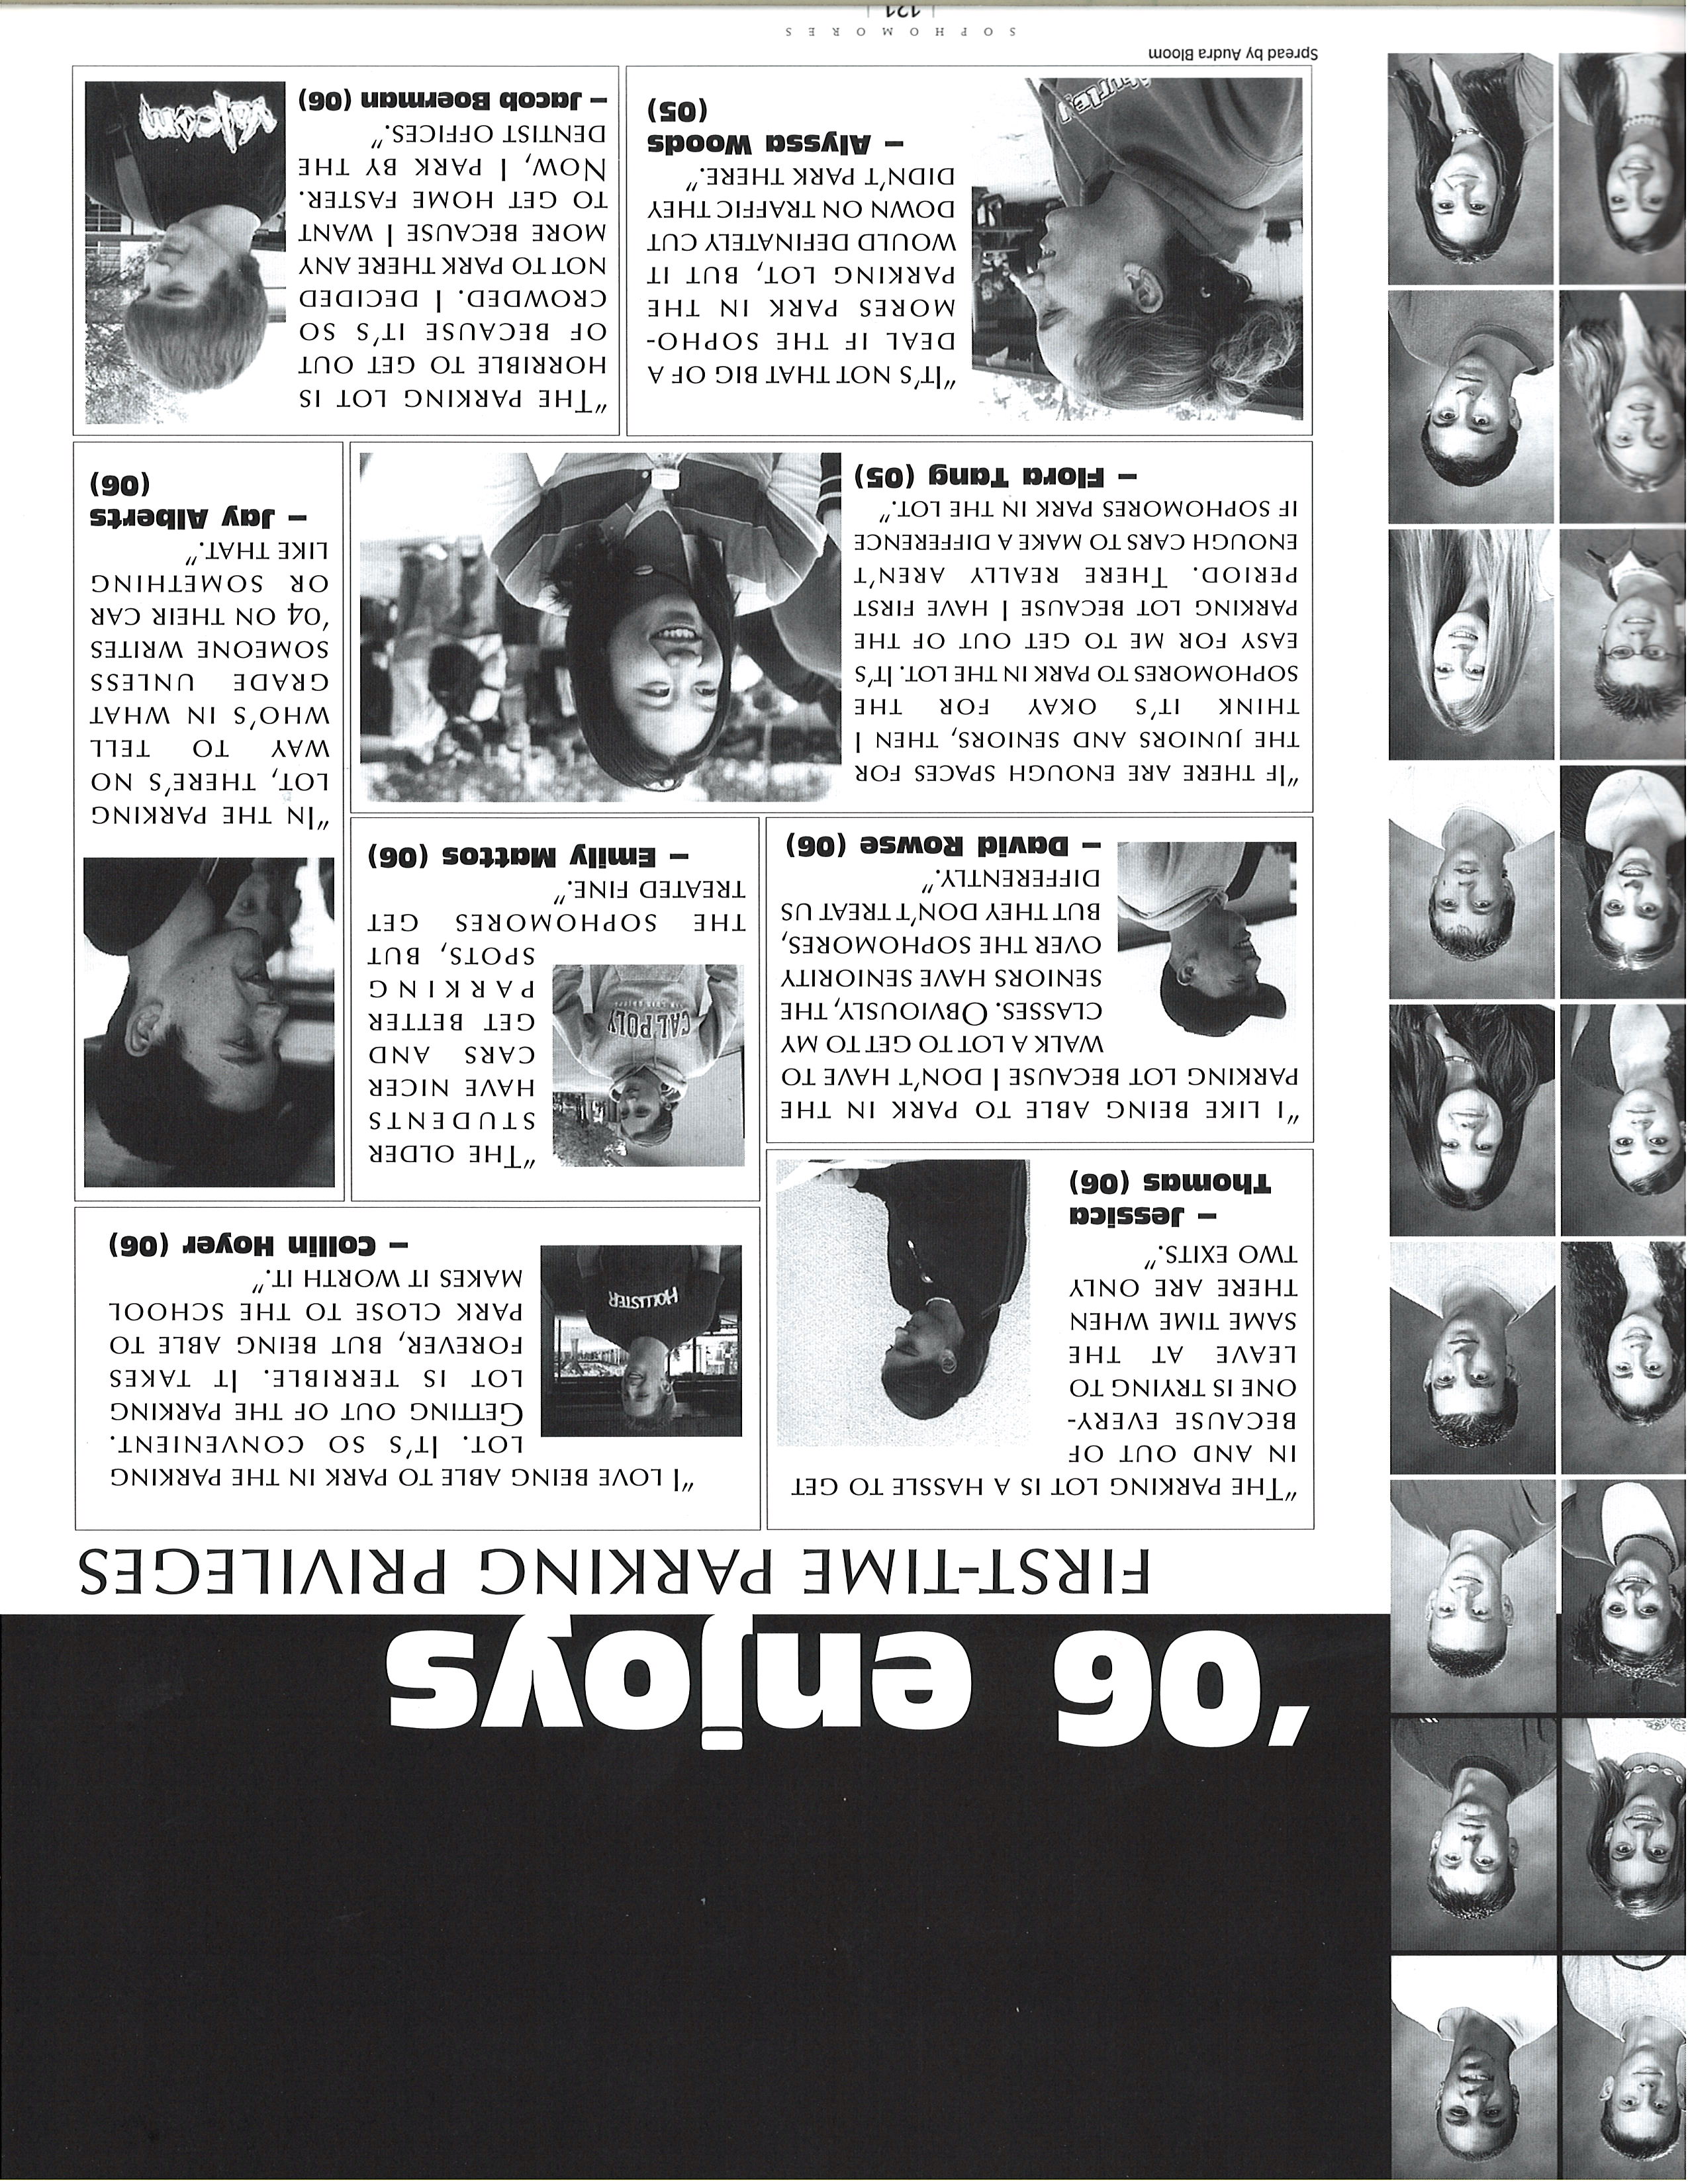 '06 enjoys
FIRST-TIME PARKING PRIVILEGES
"THE PARKING LOT IS A HASSLE TO GET
IN AND OUT OF
BECAUSE EVERY-
ONE IS TRYING TO
LEAVE AT THE
SAME TIME WHEN
THERE ARE ONLY
TWO EXITS."
– Jessica
Thomas (06)
"I LOVE BEING ABLE TO PARK IN THE PARKING
LOT. IT'S SO CONVENIENT.
GETTING OUT OF THE PARKING
LOT IS TERRIBLE. IT TAKES
FOREVER, BUT BEING ABLE TO
PARK CLOSE TO THE SCHOOL
MAKES IT WORTH IT."
– Collin Hoyer (06)
HOLLISTER
"I LIKE BEING ABLE TO PARK IN THE
PARKING LOT BECAUSE I DON'T HAVE TO
WALK A LOT TO GET TO MY
CLASSES. OBVIOUSLY, THE
SENIORS HAVE SENIORITY
OVER THE SOPHOMORES,
BUT THEY DON'T TREAT US
DIFFERENTLY."
– David Rowse (06)
"THE OLDER
STUDENTS
HAVE NICER
CARS AND
GET BETTER
PARKING
SPOTS, BUT
THE SOPHOMORES GET
TREATED FINE."
– Emily Mattos (06)
CAL POLY
"IN THE PARKING
LOT, THERE'S NO
WAY TO TELL
WHO'S IN WHAT
GRADE UNLESS
SOMEONE WRITES
'04 ON THEIR CAR
OR SOMETHING
LIKE THAT."
– Jay Alberts
(06)
"IF THERE ARE ENOUGH SPACES FOR
THE JUNIORS AND SENIORS, THEN I
THINK IT'S OKAY FOR THE
SOPHOMORES TO PARK IN THE LOT. IT'S
EASY FOR ME TO GET OUT OF THE
PARKING LOT BECAUSE I HAVE FIRST
PERIOD. THERE REALLY AREN'T
ENOUGH CARS TO MAKE A DIFFERENCE
IF SOPHOMORES PARK IN THE LOT."
– Flora Tang (05)
"IT'S NOT THAT BIG OF A
DEAL IF THE SOPHO-
MORES PARK IN THE
PARKING LOT, BUT IT
WOULD DEFINATELY CUT
DOWN ON TRAFFIC THEY
DIDN'T PARK THERE."
– Alyssa Woods
(05)
Hurley
"THE PARKING LOT IS
HORRIBLE TO GET OUT
OF BECAUSE IT'S SO
CROWDED. I DECIDED
NOT TO PARK THERE ANY
MORE BECAUSE I WANT
TO GET HOME FASTER.
NOW, I PARK BY THE
DENTIST OFFICES."
– Jacob Boerman (06)
Volcom
Spread by Audra Bloom
SOPHOMORES
| 121 |